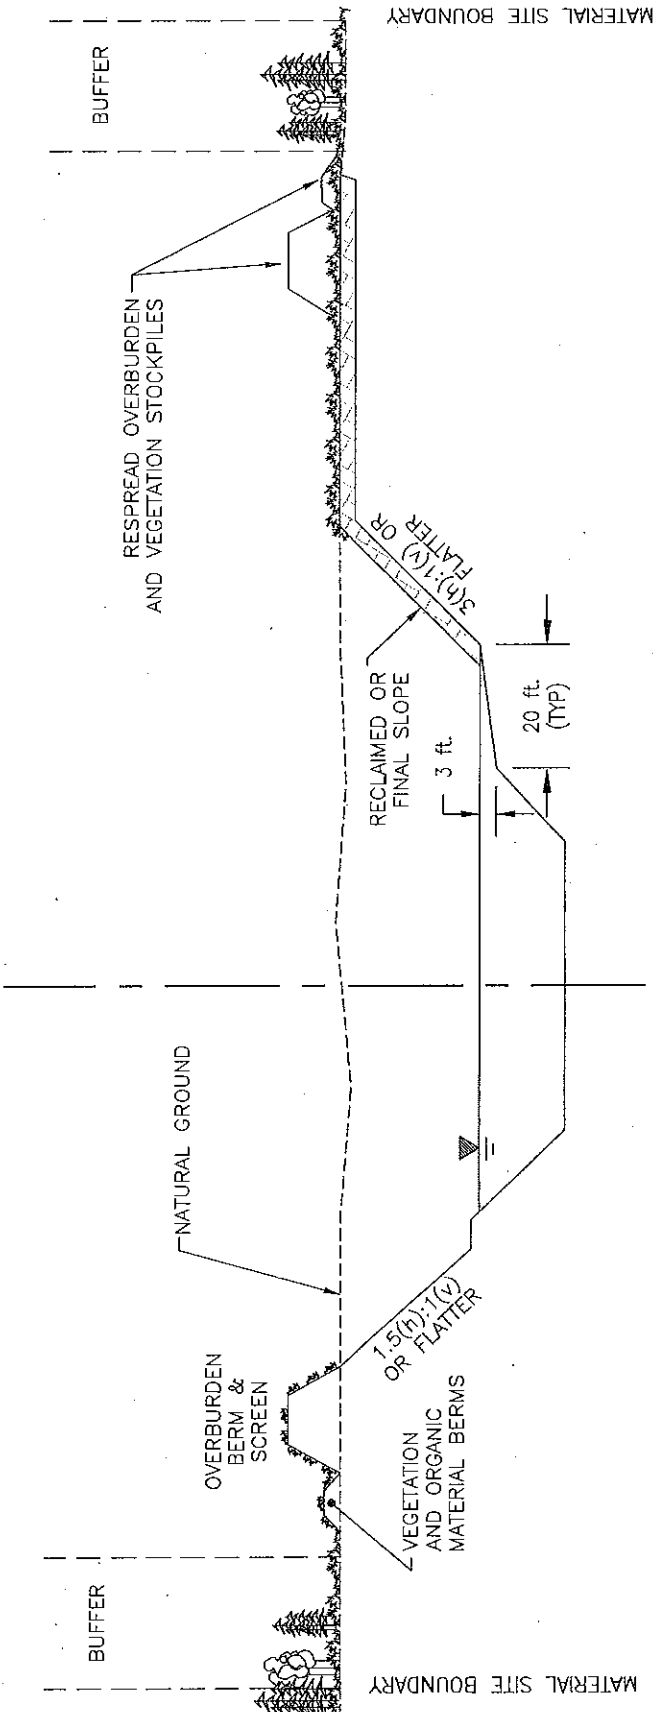 MATERIAL SITE BOUNDARY
BUFFER
OVERBURDEN
BERM &
SCREEN
VEGETATION
AND ORGANIC
MATERIAL BERMS
1.5(h):1(v)
OR FLATTER
NATURAL GROUND
RECLAIMED OR
FINAL SLOPE
3 ft.
20 ft.
(TYP)
3(h):1(v) OR
FLATTER
RESPREAD OVERBURDEN
AND VEGETATION STOCKPILES
BUFFER
MATERIAL SITE BOUNDARY